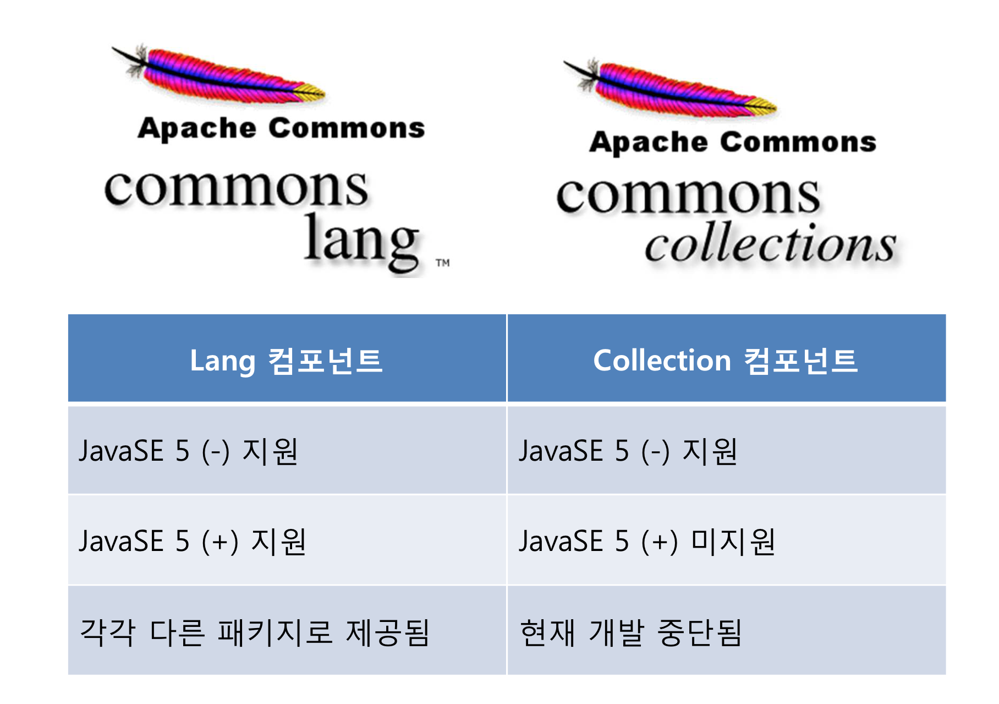 Apache Commons
commons
lang ™
Apache Commons
commons
collections
Lang 컴포넌트
Collection 컴포넌트
JavaSE 5 (-) 지원
JavaSE 5 (-) 지원
JavaSE 5 (+) 지원
JavaSE 5 (+) 미지원
각각 다른 패키지로 제공됨
현재 개발 중단됨